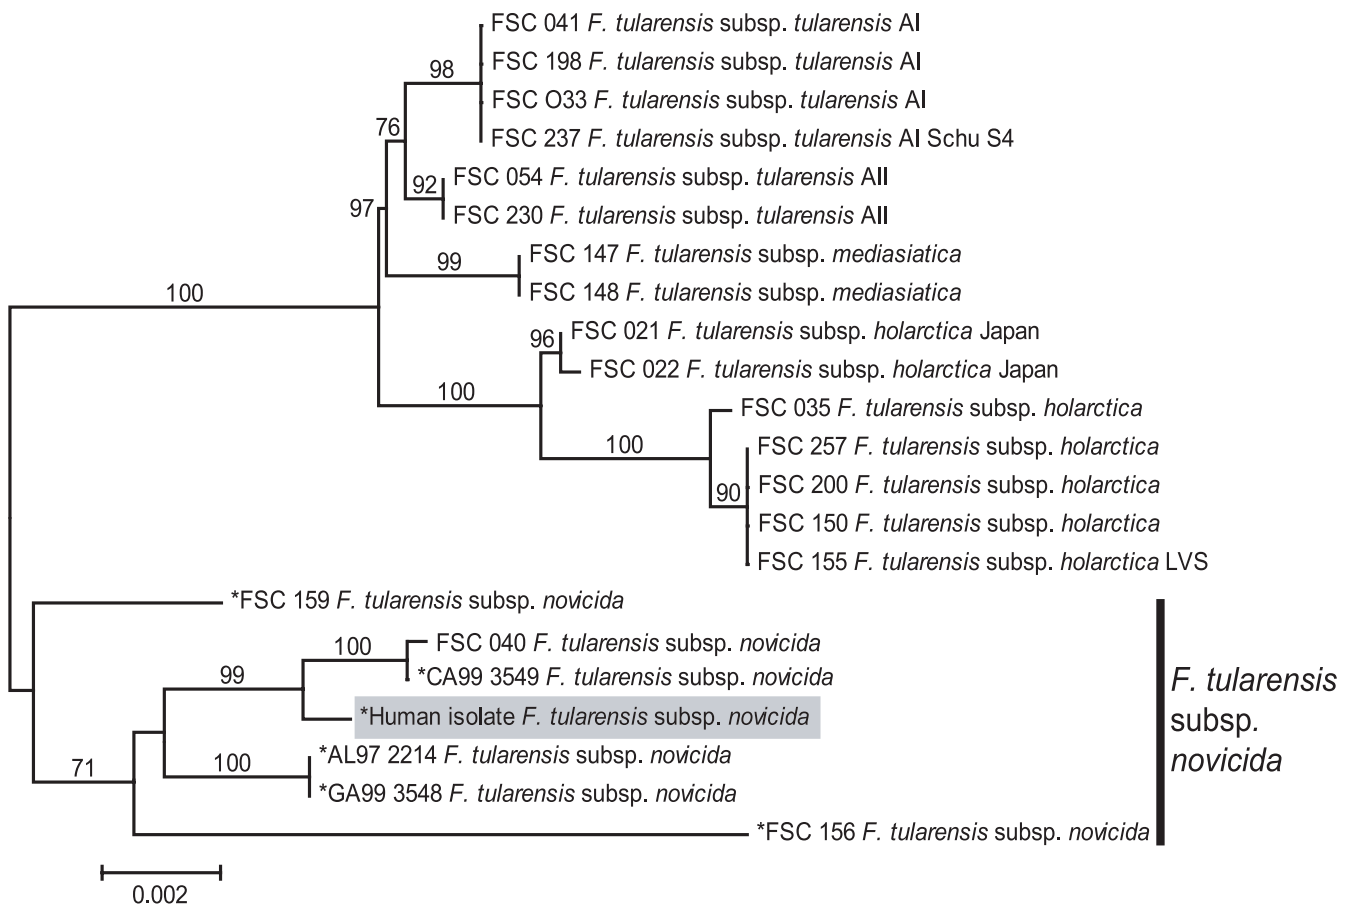 FSC 041 F. tularensis subsp. tularensis AI
98
FSC 198 F. tularensis subsp. tularensis AI
FSC O33 F. tularensis subsp. tularensis AI
76
FSC 237 F. tularensis subsp. tularensis AI Schu S4
92
FSC 054 F. tularensis subsp. tularensis AII
97
FSC 230 F. tularensis subsp. tularensis AII
99
FSC 147 F. tularensis subsp. mediasiatica
100
FSC 148 F. tularensis subsp. mediasiatica
96
FSC 021 F. tularensis subsp. holarctica Japan
FSC 022 F. tularensis subsp. holarctica Japan
100
FSC 035 F. tularensis subsp. holarctica
100
FSC 257 F. tularensis subsp. holarctica
90
FSC 200 F. tularensis subsp. holarctica
FSC 150 F. tularensis subsp. holarctica
FSC 155 F. tularensis subsp. holarctica LVS
*FSC 159 F. tularensis subsp. novicida
100
FSC 040 F. tularensis subsp. novicida
99
*CA99 3549 F. tularensis subsp. novicida
*Human isolate F. tularensis subsp. novicida
71
100
*AL97 2214 F. tularensis subsp. novicida
*GA99 3548 F. tularensis subsp. novicida
*FSC 156 F. tularensis subsp. novicida
F. tularensis
subsp.
novicida
0.002